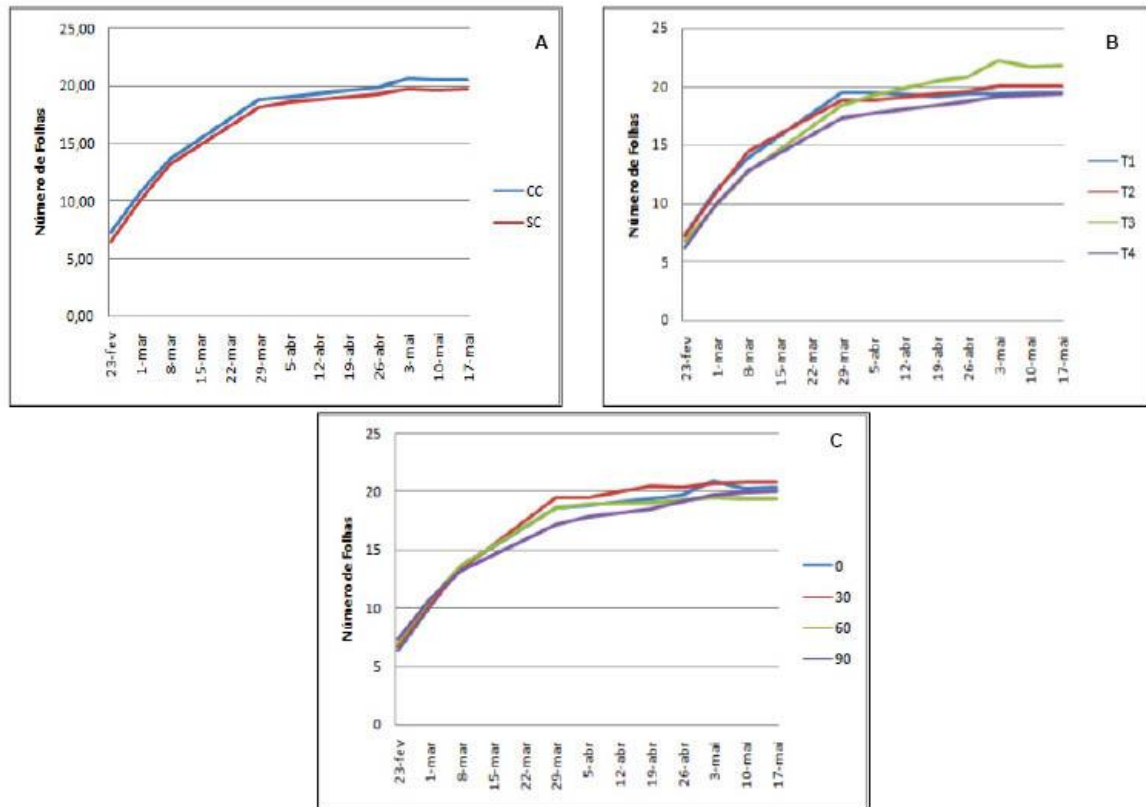 A
Número de Folhas
25,00
20,00
15,00
10,00
5,00
0,00
23-fev
1-mar
8-mar
15-mar
22-mar
29-mar
5-abr
12-abr
19-abr
26-abr
3-mai
10-mai
17-mai
CC
SC
B
Número de Folhas
25
20
15
10
5
0
23-fev
1-mar
8-mar
15-mar
22-mar
29-mar
5-abr
12-abr
19-abr
26-abr
3-mai
10-mai
17-mai
T1
T2
T3
T4
C
Número de Folhas
25
20
15
10
5
0
23-fev
1-mar
8-mar
15-mar
22-mar
29-mar
5-abr
12-abr
19-abr
26-abr
3-mai
10-mai
17-mai
0
30
60
90